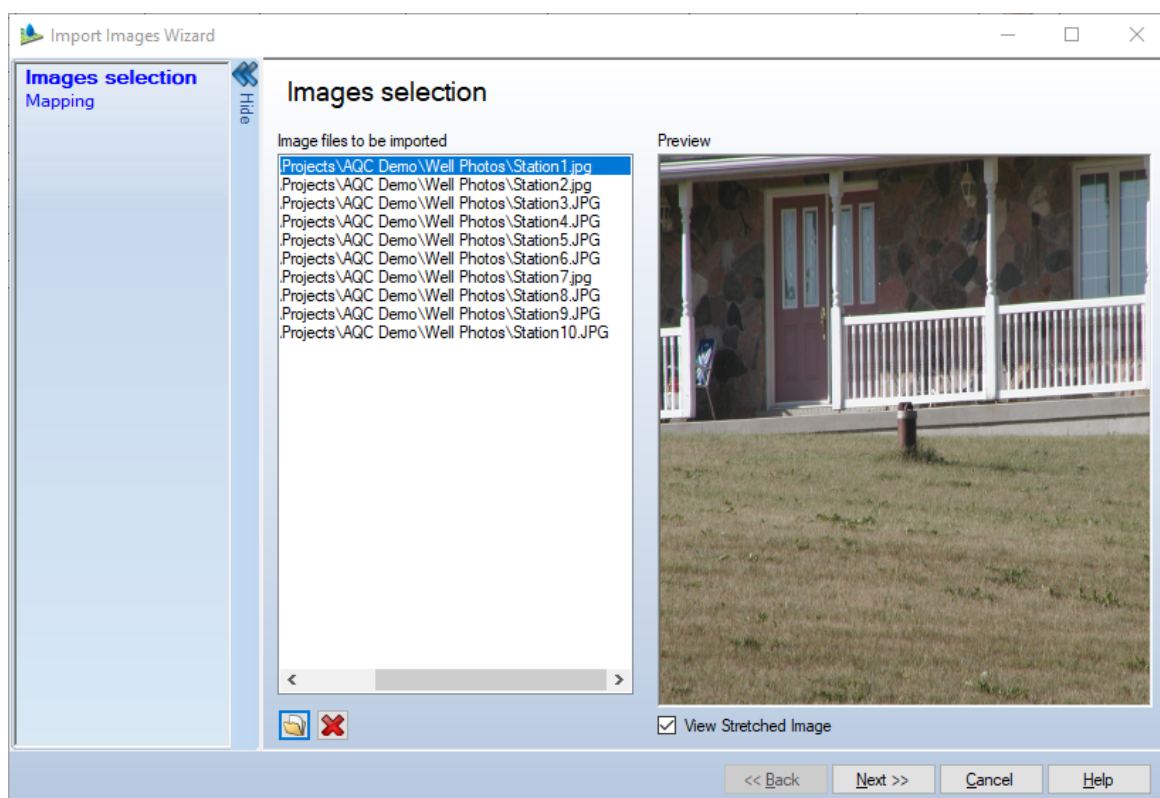 Import Images Wizard
Images selection
Mapping
Hide
Images selection
Image files to be imported
Projects\AQC Demo\Well Photos\Station1.jpg
Projects\AQC Demo\Well Photos\Station2.jpg
Projects\AQC Demo\Well Photos\Station3.JPG
Projects\AQC Demo\Well Photos\Station4.JPG
Projects\AQC Demo\Well Photos\Station5.JPG
Projects\AQC Demo\Well Photos\Station6.JPG
Projects\AQC Demo\Well Photos\Station7.jpg
Projects\AQC Demo\Well Photos\Station8.JPG
Projects\AQC Demo\Well Photos\Station9.JPG
Projects\AQC Demo\Well Photos\Station10.JPG
Preview
View Stretched Image
<< Back
Next >>
Cancel
Help